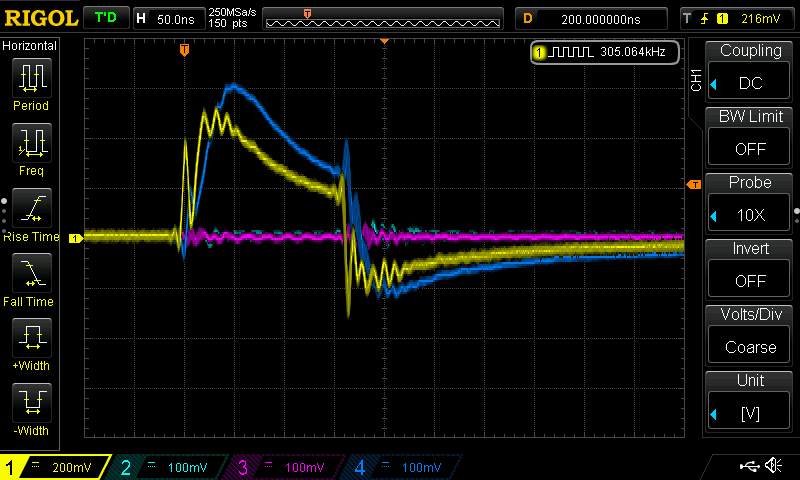 RIGOL T'D H 50.0ns 250MSa/s D 200.000000ns T 1 216mV
150 pts
Horizontal
Period
Freq
Rise Time
Fall Time
+Width
-Width
T
1 305.064kHz
T
1
CH1
Coupling
DC
BW Limit
OFF
Probe
10X
Invert
OFF
Volts/Div
Coarse
Unit
[V]
1 = 200mV 2 = 100mV 3 = 100mV 4 = 100mV